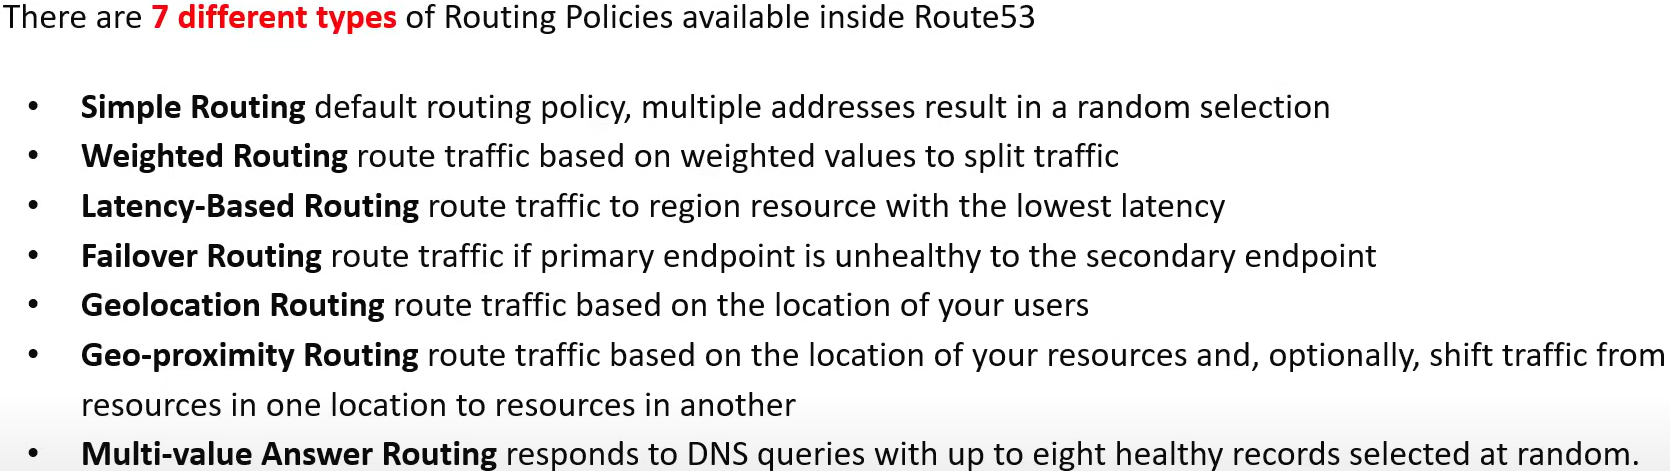 There are 7 different types of Routing Policies available inside Route53
• Simple Routing default routing policy, multiple addresses result in a random selection
• Weighted Routing route traffic based on weighted values to split traffic
• Latency-Based Routing route traffic to region resource with the lowest latency
• Failover Routing route traffic if primary endpoint is unhealthy to the secondary endpoint
• Geolocation Routing route traffic based on the location of your users
• Geo-proximity Routing route traffic based on the location of your resources and, optionally, shift traffic from
resources in one location to resources in another
• Multi-value Answer Routing responds to DNS queries with up to eight healthy records selected at random.